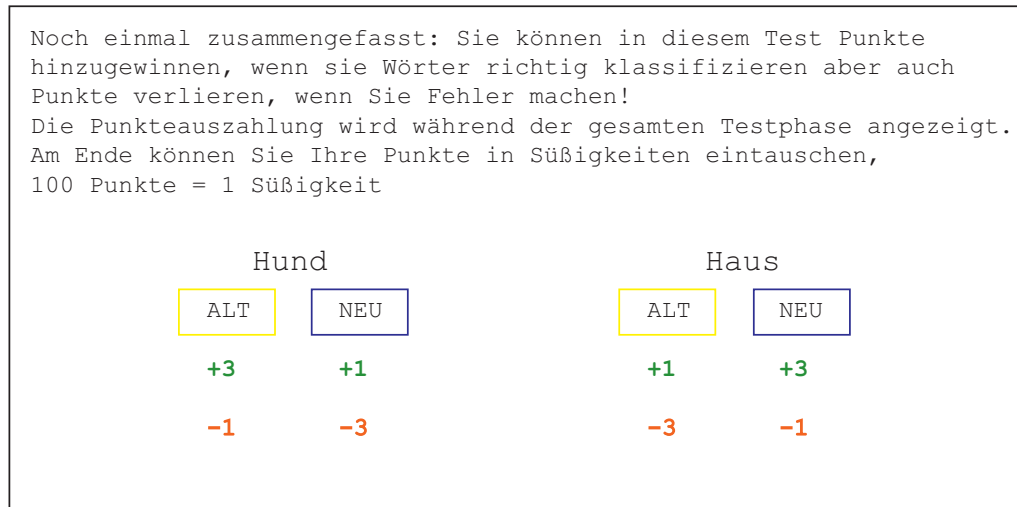 Noch einmal zusammengefasst: Sie können in diesem Test Punkte
hinzugewinnen, wenn sie Wörter richtig klassifizieren aber auch
Punkte verlieren, wenn Sie Fehler machen!
Die Punkteauszahlung wird während der gesamten Testphase angezeigt.
Am Ende können Sie Ihre Punkte in Süßigkeiten eintauschen,
100 Punkte = 1 Süßigkeit
Hund Haus
ALT NEU ALT NEU
+3 +1 +1 +3
−1 −3 −3 −1